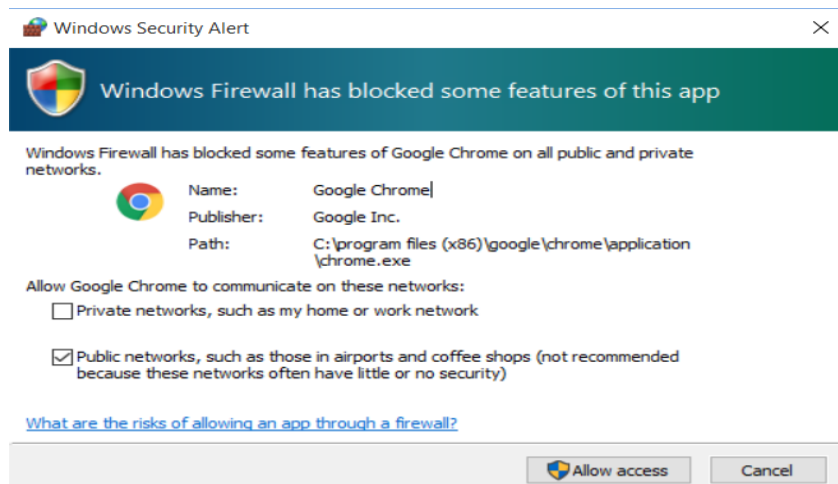 Windows Security Alert
Windows Firewall has blocked some features of this app
Windows Firewall has blocked some features of Google Chrome on all public and private
networks.
Name: Google Chrome
Publisher: Google Inc.
Path: C:\program files (x86)\google\chrome\application
\chrome.exe
Allow Google Chrome to communicate on these networks:
Private networks, such as my home or work network
Public networks, such as those in airports and coffee shops (not recommended
because these networks often have little or no security)
What are the risks of allowing an app through a firewall?
Allow access Cancel